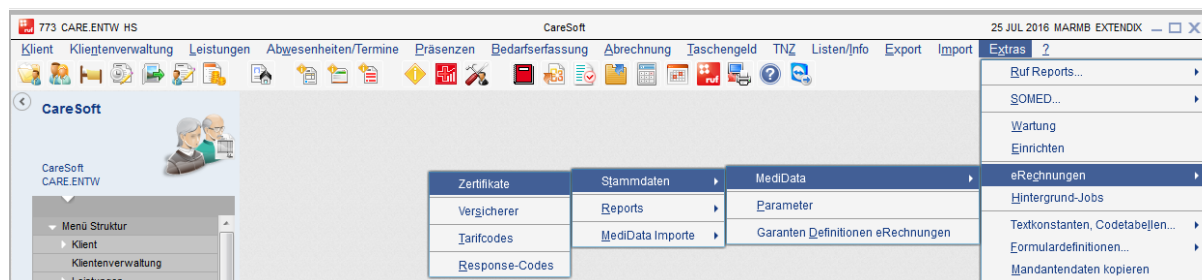 ruf 773 CARE.ENTW HS CareSoft 25 JUL 2016 MARMB EXTENDIX
Klient Klientenverwaltung Leistungen Abwesenheiten/Termine Präsenzen Bedarfserfassung Abrechnung Taschengeld TNZ Listen/Info Export Import Extras ?
ruf
CareSoft
CareSoft
CARE.ENTW
Menü Struktur
Klient
Klientenverwaltung
Leistungen
Zertifikate
Versicherer
Tarifcodes
Response-Codes
Stammdaten
Reports
MediData Importe
MediData
Parameter
Garanten Definitionen eRechnungen
Ruf Reports...
SOMED...
Wartung
Einrichten
eRechnungen
Hintergrund-Jobs
Textkonstanten, Codetabellen...
Formulardefinitionen...
Mandantendaten kopieren